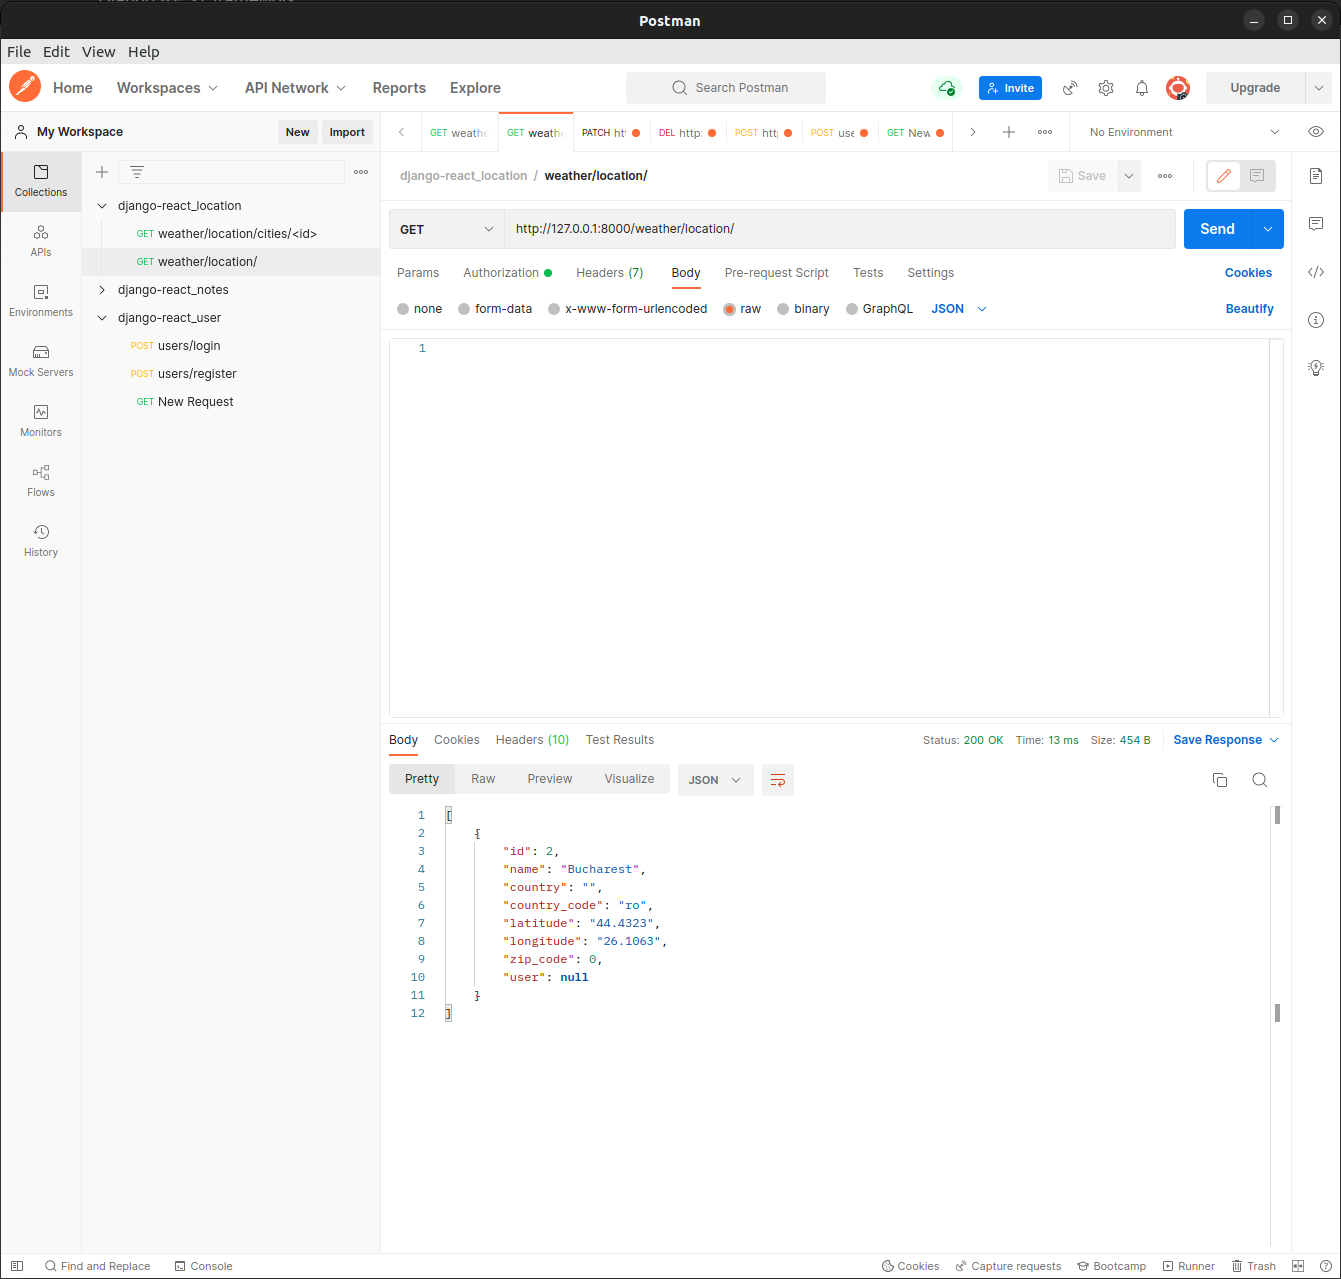 Postman
File Edit View Help
Home Workspaces API Network Reports Explore Search Postman Invite Upgrade
My Workspace New Import
GET weathe GET weathe PATCH htt DEL http: POST htt POST use GET New No Environment
Collections
APIs
Environments
Mock Servers
Monitors
Flows
History
django-react_location
GET weather/location/cities/<id>
GET weather/location/
django-react_notes
django-react_user
POST users/login
POST users/register
GET New Request
django-react_location / weather/location/ Save
GET http://127.0.0.1:8000/weather/location/ Send
Params Authorization Headers (7) Body Pre-request Script Tests Settings Cookies
none form-data x-www-form-urlencoded raw binary GraphQL JSON Beautify
1
Body Cookies Headers (10) Test Results Status: 200 OK Time: 13 ms Size: 454 B Save Response
Pretty Raw Preview Visualize JSON
1 [
2 {
3 "id": 2,
4 "name": "Bucharest",
5 "country": "",
6 "country_code": "ro",
7 "latitude": "44.4323",
8 "longitude": "26.1063",
9 "zip_code": 0,
10 "user": null
11 }
12 ]
Find and Replace Console Cookies Capture requests Bootcamp Runner Trash